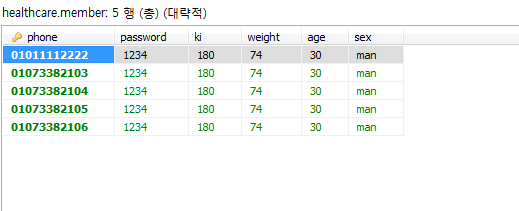 healthcare.member: 5 행 (총) (대략적)
phone password ki weight age sex
01011112222 1234 180 74 30 man
01073382103 1234 180 74 30 man
01073382104 1234 180 74 30 man
01073382105 1234 180 74 30 man
01073382106 1234 180 74 30 man